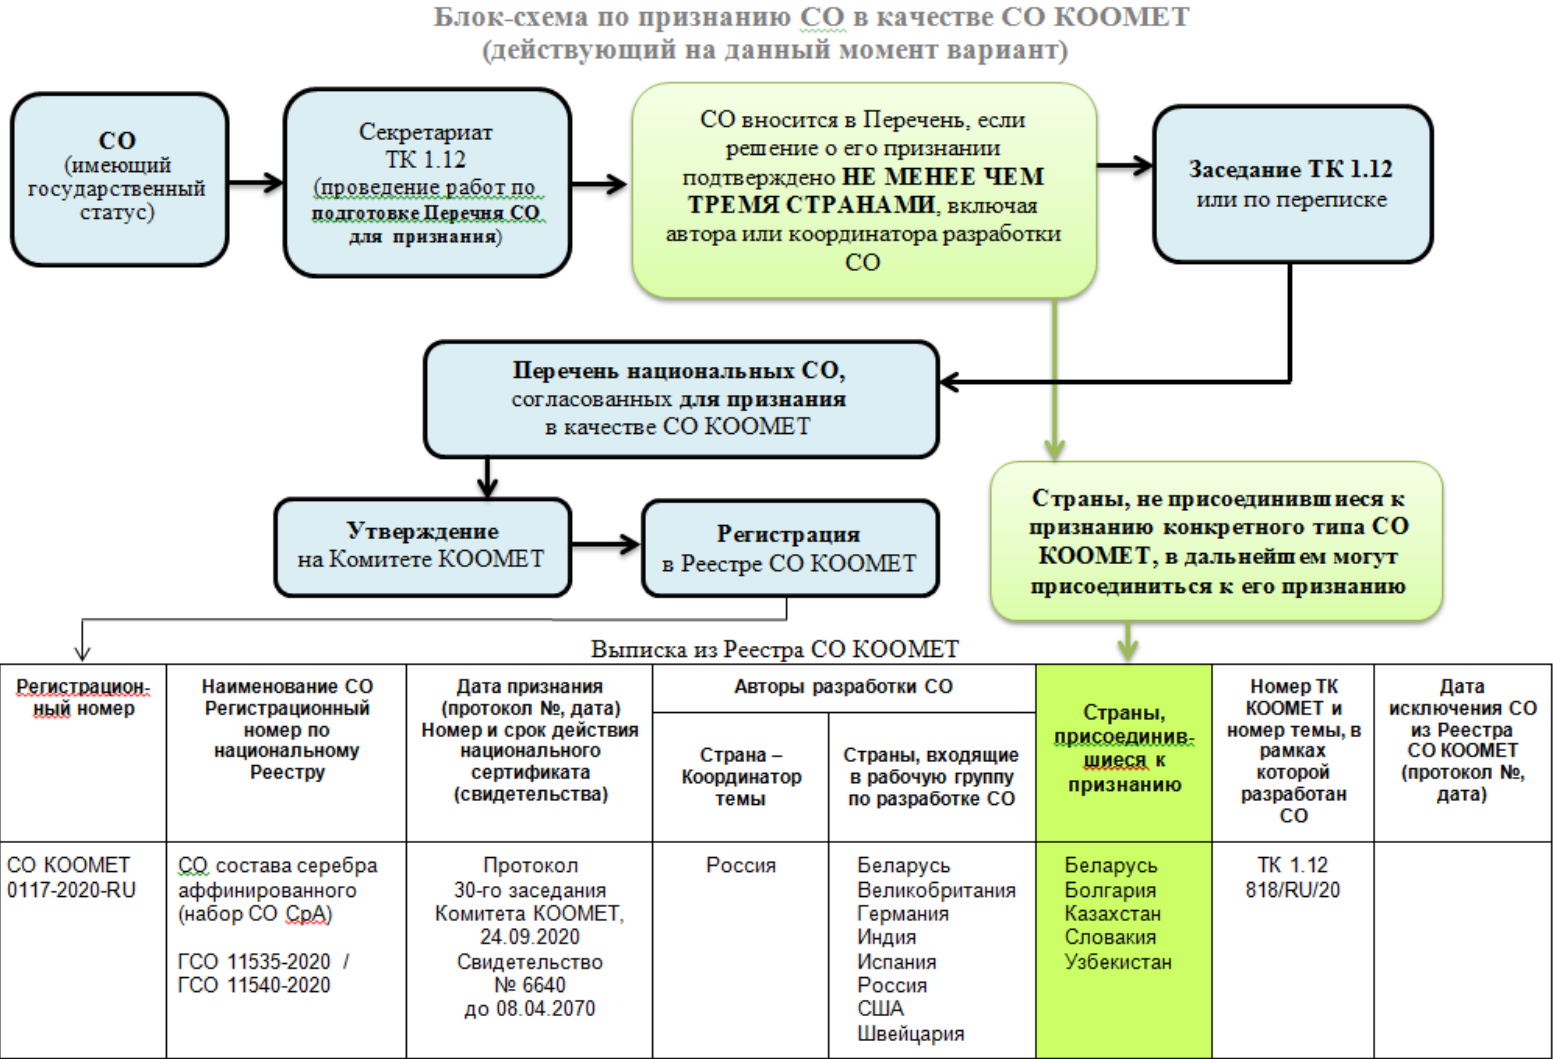 Блок-схема по признанию СО в качестве СО КООМЕТ
(действующий на данный момент вариант)
СО
(имеющий
государственный
статус)
Секретариат
ТК 1.12
(проведение работ по
подготовке Перечня СО
для признания)
СО вносится в Перечень, если
решение о его признании
подтверждено НЕ МЕНЕЕ ЧЕМ
ТРЕМЯ СТРАНАМИ, включая
автора или координатора разработки
СО
Заседание ТК 1.12
или по переписке
Перечень национальных СО,
согласованных для признания
в качестве СО КООМЕТ
Утверждение
на Комитете КООМЕТ
Регистрация
в Реестре СО КООМЕТ
Страны, не присоединившиеся к
признанию конкретного типа СО
КООМЕТ, в дальнейшем могут
присоединиться к его признанию
Выписка из Реестра СО КООМЕТ
Регистрацион-
ный номер
Наименование СО
Регистрационный
номер по
национальному
Реестру
Дата признания
(протокол №, дата)
Номер и срок действия
национального
сертификата
(свидетельства)
Авторы разработки СО
Страна –
Координатор
темы
Страны, входящие
в рабочую группу
по разработке СО
Страны,
присоединив-
шиеся к
признанию
Номер ТК
КООМЕТ и
номер темы, в
рамках
которой
разработан
СО
Дата
исключения СО
из Реестра
СО КООМЕТ
(протокол №,
дата)
СО КООМЕТ
0117-2020-RU
СО состава серебра
аффинированного
(набор СО СрА)
ГСО 11535-2020 /
ГСО 11540-2020
Протокол
30-го заседания
Комитета КООМЕТ,
24.09.2020
Свидетельство
№ 6640
до 08.04.2070
Россия
Беларусь
Великобритания
Германия
Индия
Испания
Россия
США
Швейцария
Беларусь
Болгария
Казахстан
Словакия
Узбекистан
ТК 1.12
818/RU/20